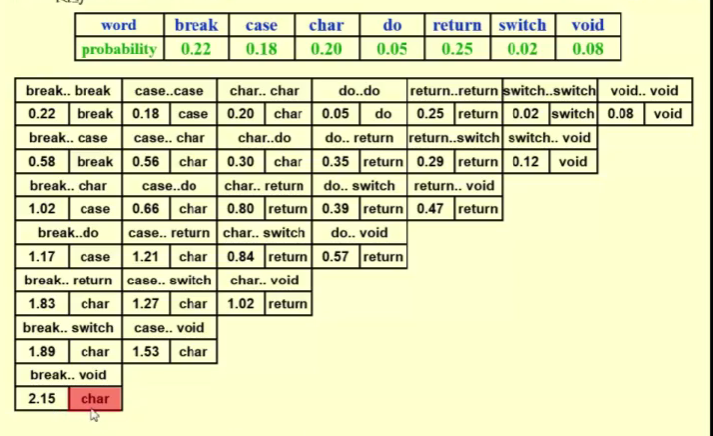 word break case char do return switch void
probability 0.22 0.18 0.20 0.05 0.25 0.02 0.08
break.. break case..case char.. char do..do return..return switch..switch void.. void
0.22 break 0.18 case 0.20 char 0.05 do 0.25 return 0.02 switch 0.08 void
break.. case case.. char char..do do.. return return..switch switch.. void
0.58 break 0.56 char 0.30 char 0.35 return 0.29 return 0.12 void
break.. char case..do char.. return do.. switch return.. void
1.02 case 0.66 char 0.80 return 0.39 return 0.47 return
break..do case.. return char.. switch do.. void
1.17 case 1.21 char 0.84 return 0.57 return
break.. return case.. switch char.. void
1.83 char 1.27 char 1.02 return
break.. switch case.. void
1.89 char 1.53 char
break.. void
2.15 char